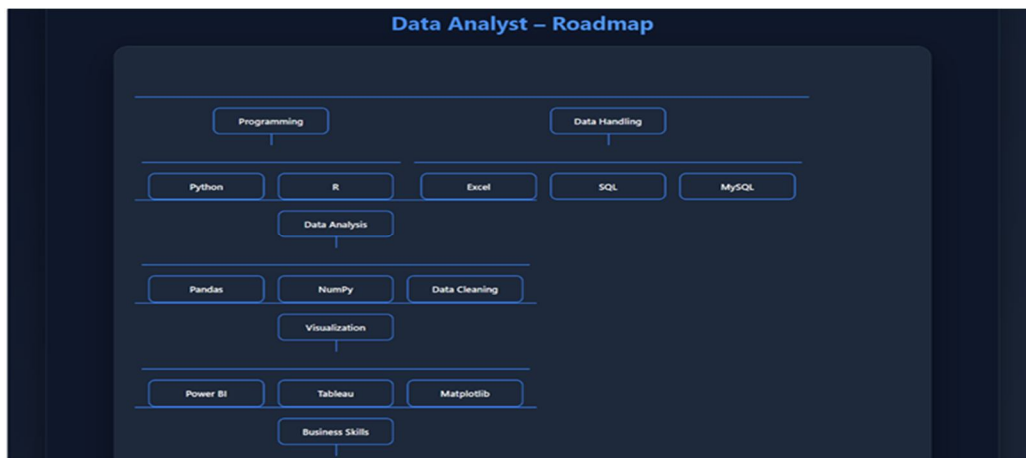 Data Analyst – Roadmap
Programming
Data Handling
Python
R
Excel
SQL
MySQL
Data Analysis
Pandas
NumPy
Data Cleaning
Visualization
Power BI
Tableau
Matplotlib
Business Skills